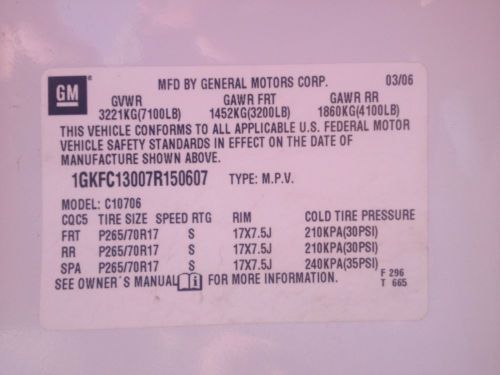 GM
MFD BY GENERAL MOTORS CORP. 03/06
GVWR GAWR FRT GAWR RR
3221KG(7100LB) 1452KG(3200LB) 1860KG(4100LB)
THIS VEHICLE CONFORMS TO ALL APPLICABLE U.S. FEDERAL MOTOR
VEHICLE SAFETY STANDARDS IN EFFECT ON THE DATE OF
MANUFACTURE SHOWN ABOVE.
1GKFC13007R150607 TYPE: M.P.V.
MODEL: C10706
CQC5 TIRE SIZE SPEED RTG RIM COLD TIRE PRESSURE
FRT P265/70R17 S 17X7.5J 210KPA(30PSI)
RR P265/70R17 S 17X7.5J 210KPA(30PSI)
SPA P265/70R17 S 17X7.5J 240KPA(35PSI)
SEE OWNER'S MANUAL i FOR MORE INFORMATION. F 296
T 665